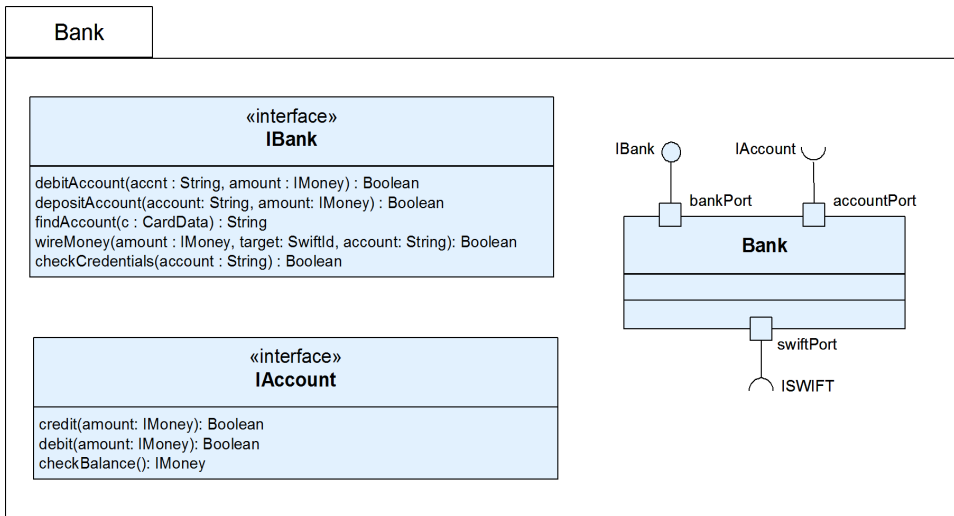 Bank
«interface»
IBank
debitAccount(accnt : String, amount : IMoney) : Boolean
depositAccount(account: String, amount: IMoney) : Boolean
findAccount(c : CardData) : String
wireMoney(amount : IMoney, target: SwiftId, account: String): Boolean
checkCredentials(account : String) : Boolean
«interface»
IAccount
credit(amount: IMoney): Boolean
debit(amount: IMoney): Boolean
checkBalance(): IMoney
IBank
IAccount
bankPort
accountPort
Bank
swiftPort
ISWIFT